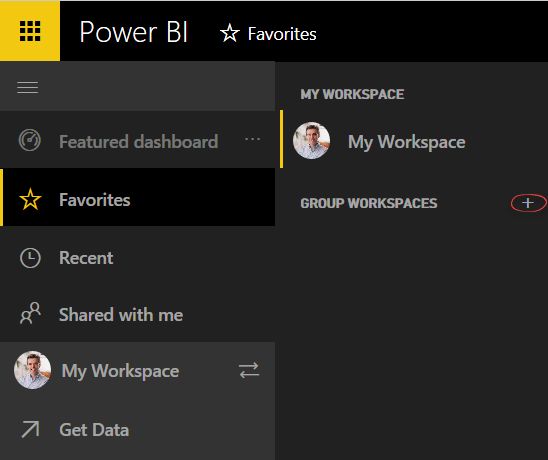 Power BI
Favorites
Featured dashboard ...
Favorites
Recent
Shared with me
My Workspace
Get Data
MY WORKSPACE
My Workspace
GROUP WORKSPACES +